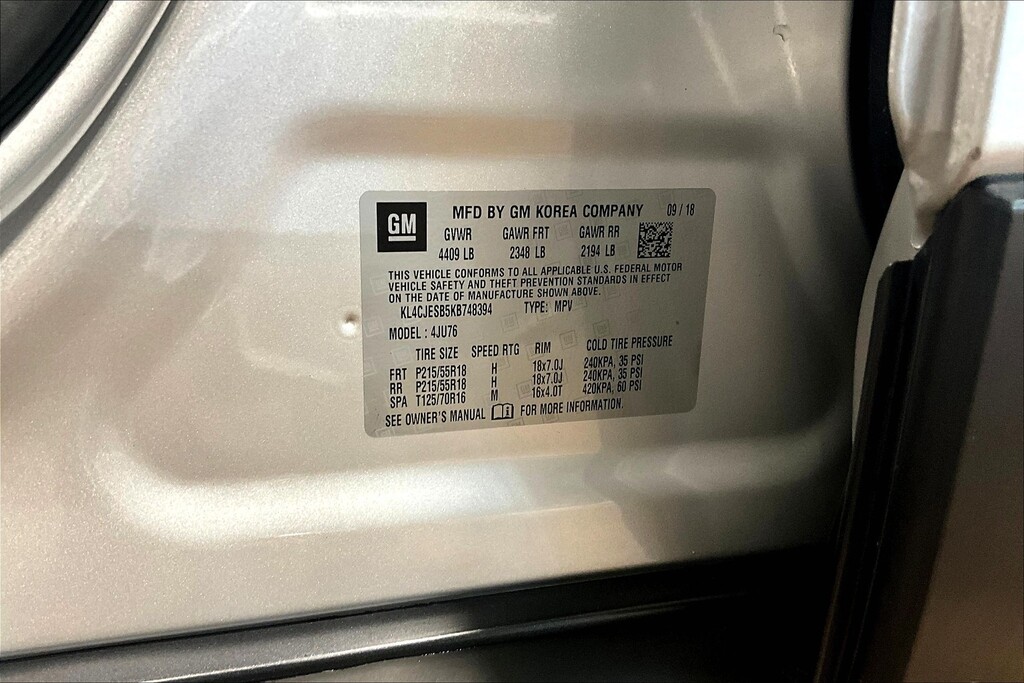 GM MFD BY GM KOREA COMPANY 09 / 18
GVWR GAWR FRT GAWR RR
4409 LB 2348 LB 2194 LB
THIS VEHICLE CONFORMS TO ALL APPLICABLE U.S. FEDERAL MOTOR
VEHICLE SAFETY AND THEFT PREVENTION STANDARDS IN EFFECT
ON THE DATE OF MANUFACTURE SHOWN ABOVE.
KL4CJESB5KB748394 TYPE: MPV
MODEL : 4JU76
TIRE SIZE SPEED RTG RIM COLD TIRE PRESSURE
FRT P215/55R18 H 18x7.0J 240KPA, 35 PSI
RR P215/55R18 H 18x7.0J 240KPA, 35 PSI
SPA T125/70R16 M 16x4.0T 420KPA, 60 PSI
SEE OWNER'S MANUAL FOR MORE INFORMATION.